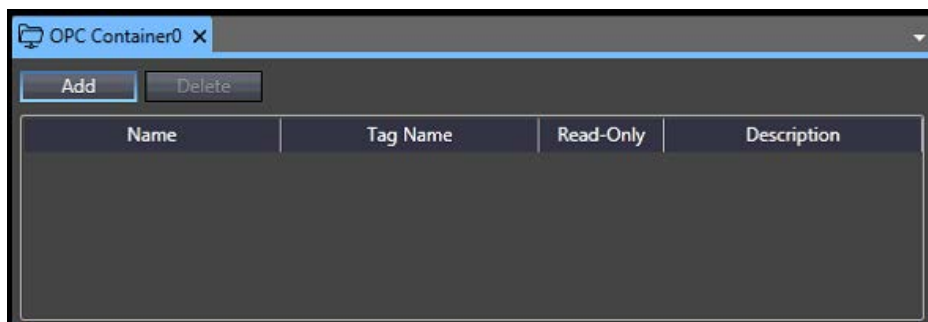 OPC Container0
Add Delete
Name Tag Name Read-Only Description